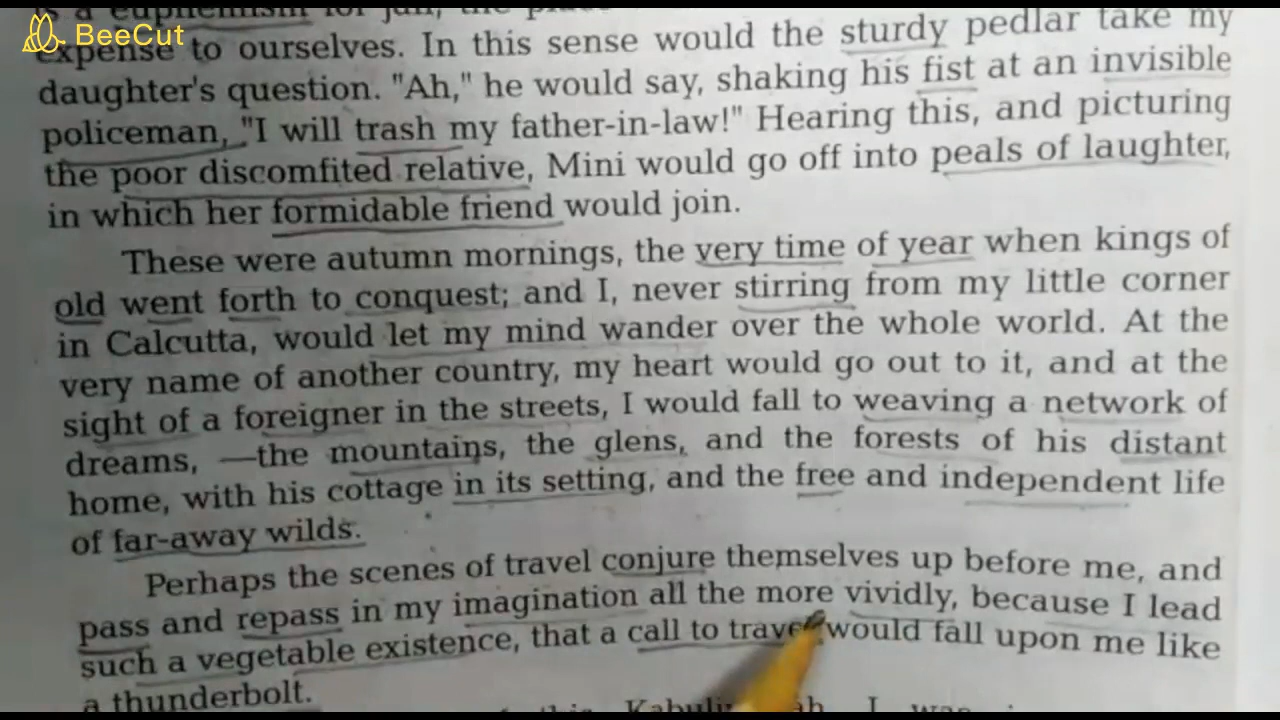 BeeCut
is a euphemism for jail, the place
expense to ourselves. In this sense would the sturdy pedlar take my
daughter's question. "Ah," he would say, shaking his fist at an invisible
policeman, "I will trash my father-in-law!" Hearing this, and picturing
the poor discomfited relative, Mini would go off into peals of laughter,
in which her formidable friend would join.
These were autumn mornings, the very time of year when kings of
old went forth to conquest; and I, never stirring from my little corner
in Calcutta, would let my mind wander over the whole world. At the
very name of another country, my heart would go out to it, and at the
sight of a foreigner in the streets, I would fall to weaving a network of
dreams, —the mountains, the glens, and the forests of his distant
home, with his cottage in its setting, and the free and independent life
of far-away wilds.
Perhaps the scenes of travel conjure themselves up before me, and
pass and repass in my imagination all the more vividly, because I lead
such a vegetable existence, that a call to travel would fall upon me like
a thunderbolt.
this I was